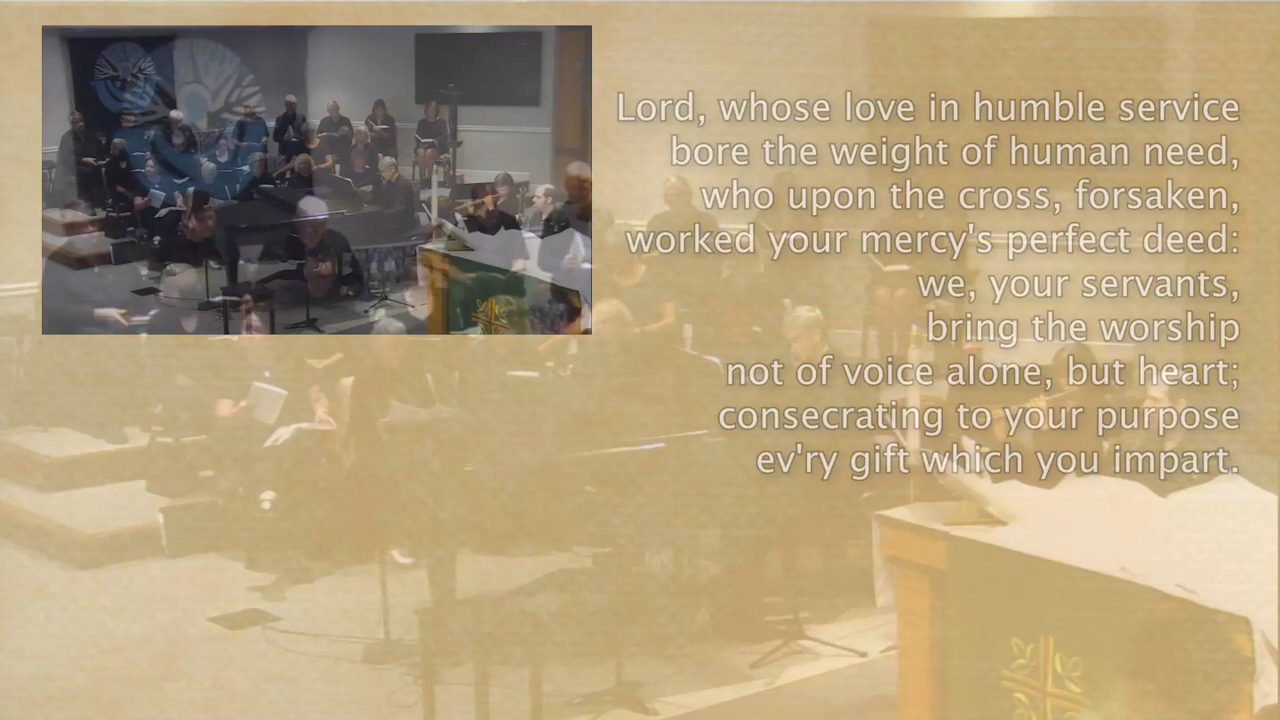 Lord, whose love in humble service
bore the weight of human need,
who upon the cross, forsaken,
worked your mercy's perfect deed:
we, your servants,
bring the worship
not of voice alone, but heart;
consecrating to your purpose
ev'ry gift which you impart.